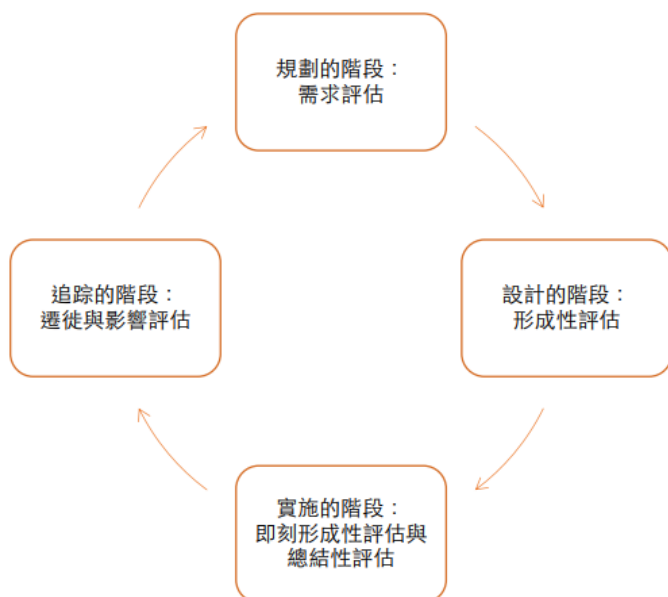 規劃的階段：
需求評估
設計的階段：
形成性評估
實施的階段：
即刻形成性評估與
總結性評估
追踪的階段：
遷徙與影響評估